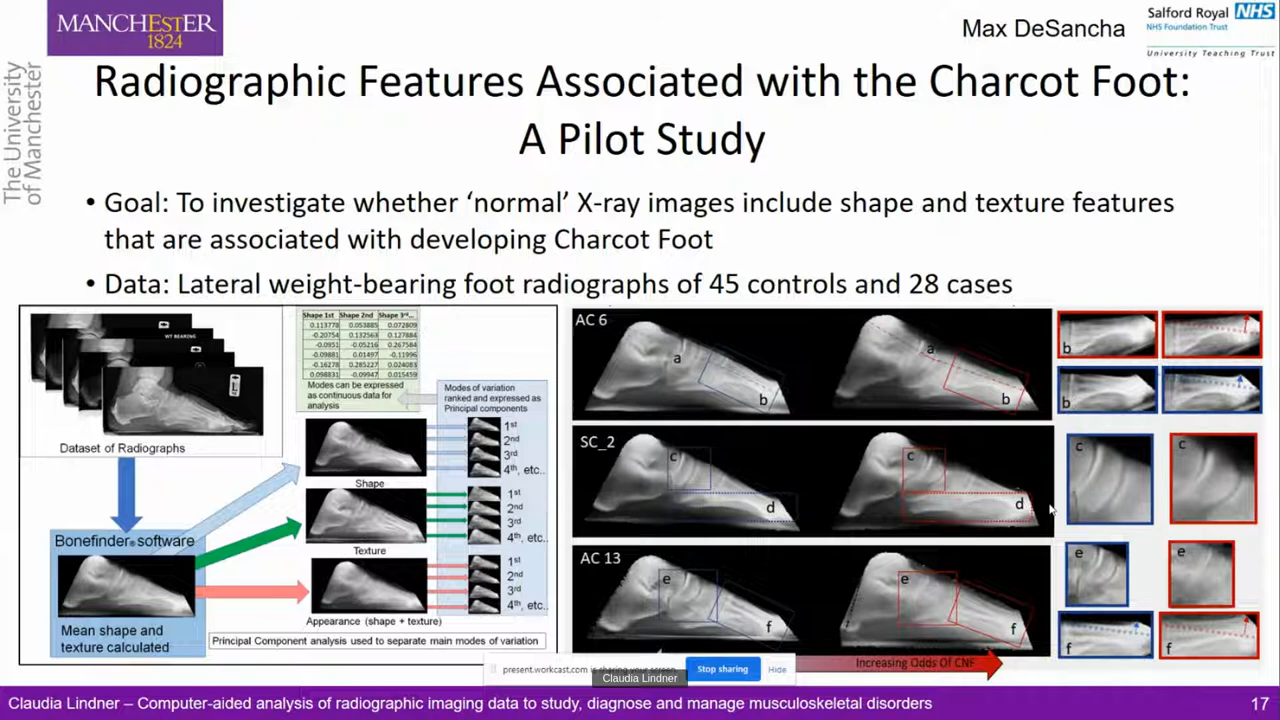 MANCHESTER
1824
The University
of Manchester
Max DeSancha
Salford Royal NHS
NHS Foundation Trust
University Teaching Trust
Radiographic Features Associated with the Charcot Foot:
A Pilot Study
• Goal: To investigate whether ‘normal’ X-ray images include shape and texture features
that are associated with developing Charcot Foot
• Data: Lateral weight-bearing foot radiographs of 45 controls and 28 cases
WT BEARING
Dataset of Radiographs
Bonefinder® software
Mean shape and
texture calculated
Shape 1st Shape 2nd Shape 3rd...
0.113778 0.053885 0.072809
-0.20754 0.132563 0.127884
-0.0951 -0.05216 0.267584
-0.09881 0.01497 -0.11996
-0.16278 0.285227 0.024083
0.098831 -0.09947 0.015459
Modes can be expressed
as continuous data for
analysis
Modes of variation
ranked and expressed as
Principal components
Shape
1st
2nd
3rd
4th, etc..
Texture
1st
2nd
3rd
4th, etc..
Appearance (shape + texture)
1st
2nd
3rd
4th, etc..
Principal Component analysis used to separate main modes of variation
AC 6
a
b
a
b
b
b
SC_2
c
d
c
d
c
c
AC 13
e
f
e
f
e
e
f
f
Increasing Odds Of CNF
present.workcast.com is sharing your screen.
Stop sharing
Hide
Claudia Lindner
Claudia Lindner – Computer-aided analysis of radiographic imaging data to study, diagnose and manage musculoskeletal disorders
17